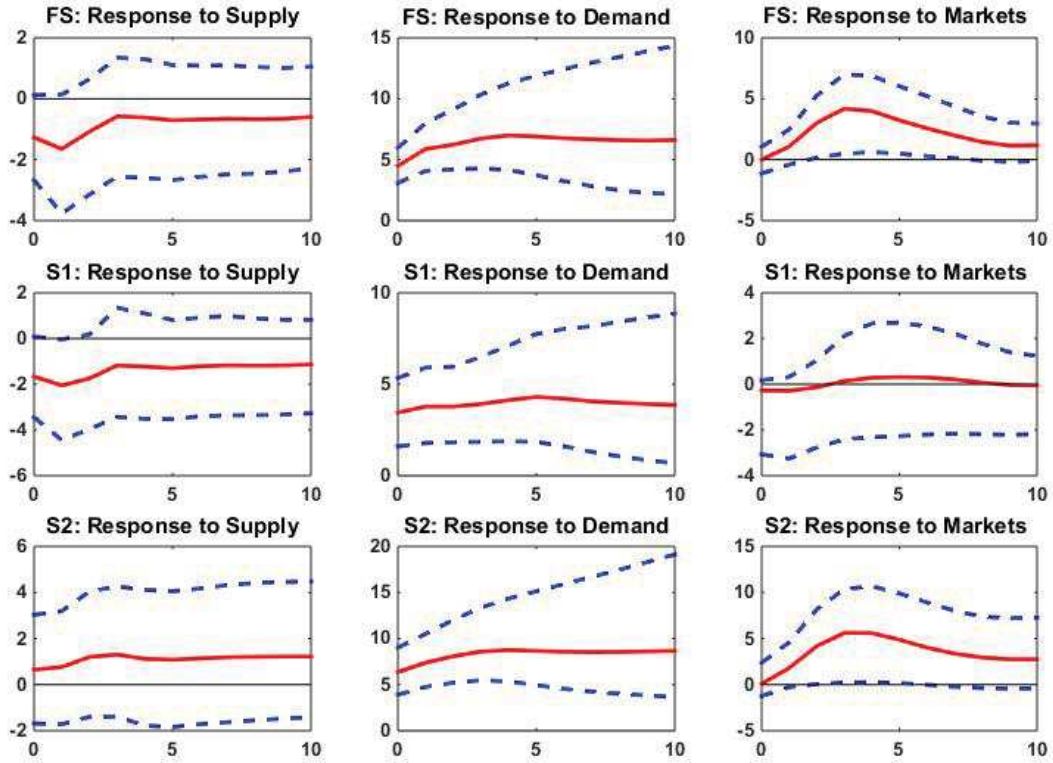 FS: Response to Supply
FS: Response to Demand
FS: Response to Markets
2
0
-2
-4
0 5 10
15
10
5
0
0 5 10
10
5
0
-5
0 5 10
S1: Response to Supply
S1: Response to Demand
S1: Response to Markets
2
0
-2
-4
-6
0 5 10
10
5
0
0 5 10
4
2
0
-2
-4
0 5 10
S2: Response to Supply
S2: Response to Demand
S2: Response to Markets
6
4
2
0
-2
0 5 10
20
15
10
5
0
0 5 10
15
10
5
0
-5
0 5 10